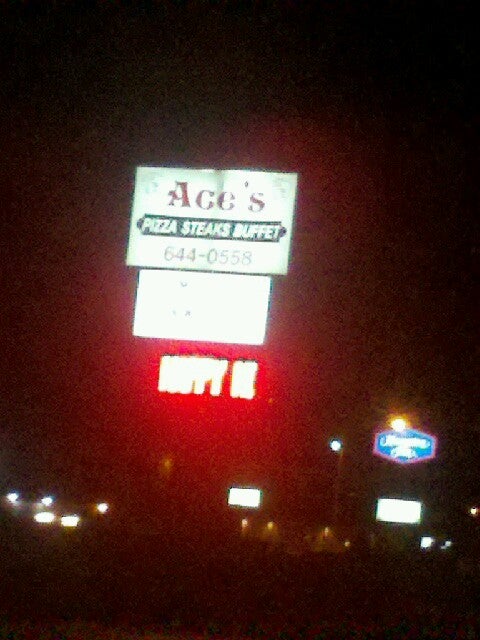 Ace's
PIZZA STEAKS BUFFET
644-0558